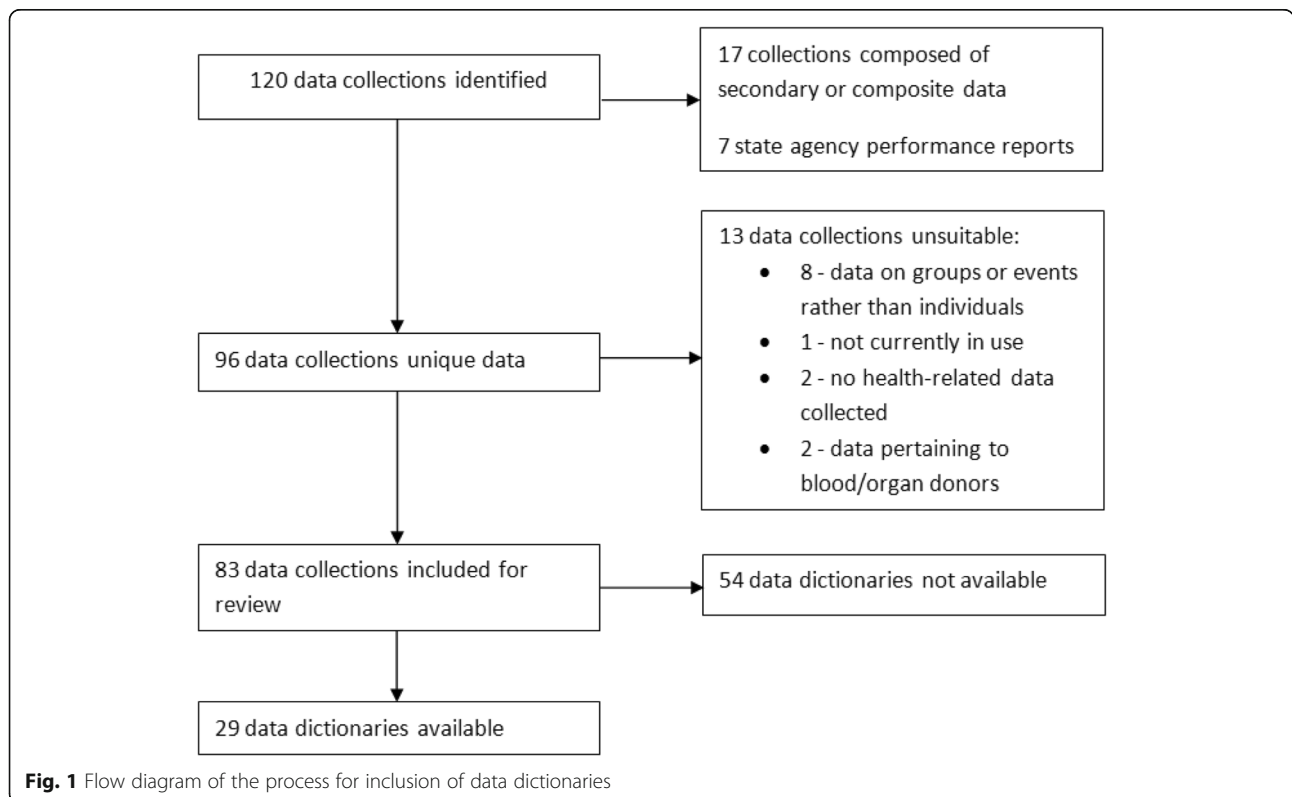 120 data collections identified
17 collections composed of
secondary or composite data
7 state agency performance reports
13 data collections unsuitable:
• 8 - data on groups or events
rather than individuals
• 1 - not currently in use
• 2 - no health-related data
collected
• 2 - data pertaining to
blood/organ donors
96 data collections unique data
83 data collections included for
review
54 data dictionaries not available
29 data dictionaries available
Fig. 1 Flow diagram of the process for inclusion of data dictionaries